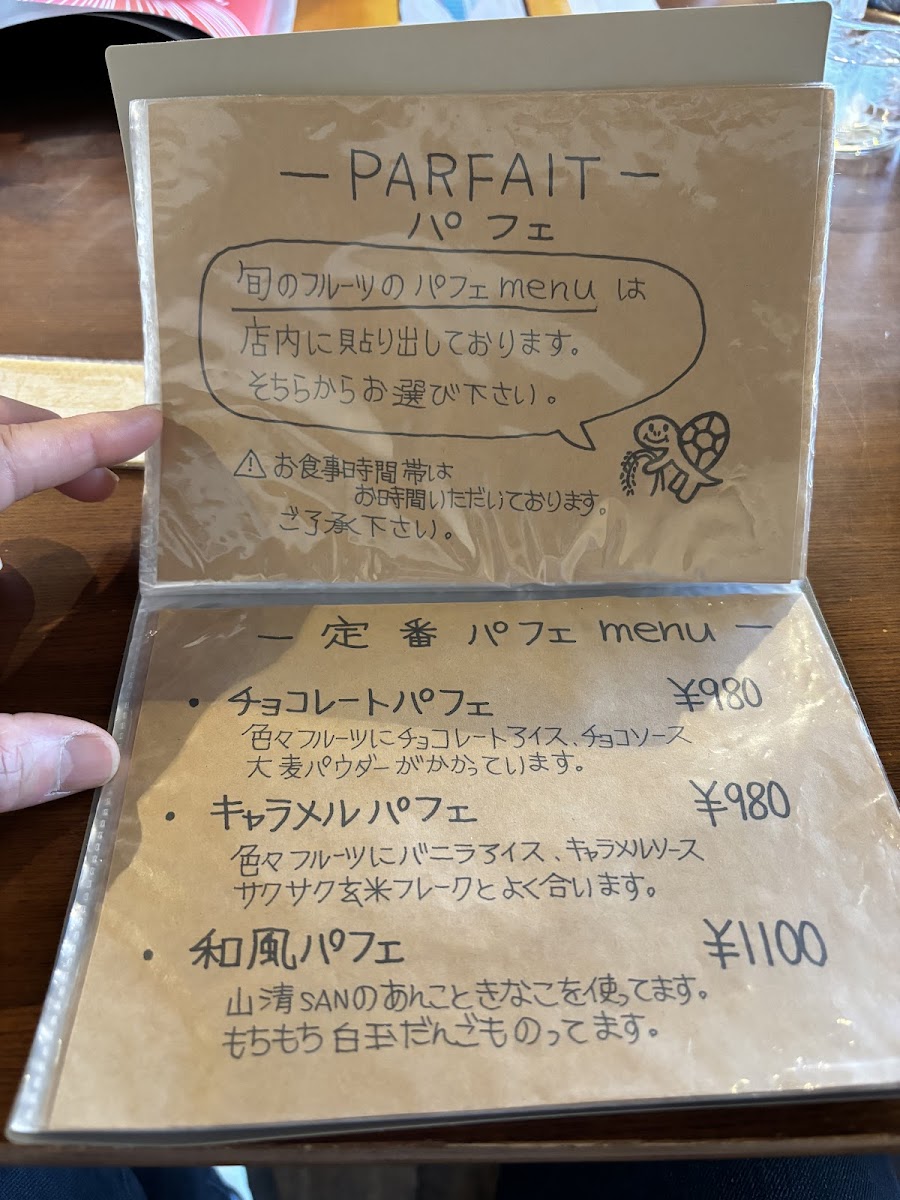 — PARFAIT —
パフェ
旬のフルーツのパフェmenu は
店内に貼り出しております。
そちらからお選び下さい。
⚠ お食事時間帯は
お時間いただいております。
ご了承下さい。
— 定番 パフェ menu —
• チョコレートパフェ ¥980
色々フルーツにチョコレートアイス、チョコソース
大麦パウダーがかかっています。
• キャラメルパフェ ¥980
色々フルーツにバニラアイス、キャラメルソース
サクサク玄米フレークとよく合います。
• 和風パフェ ¥1100
山清SANのあんこときなこを使ってます。
もちもち白玉だんごものってます。